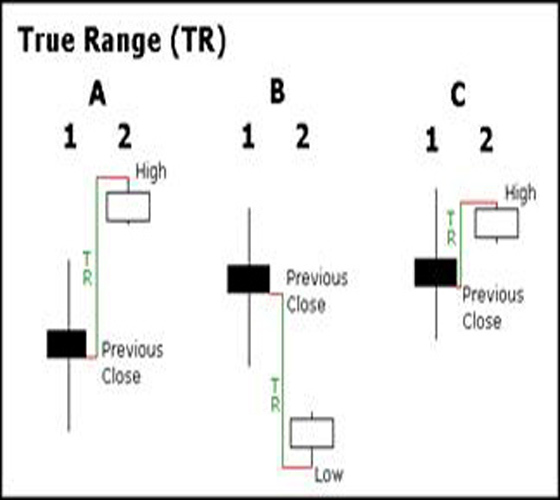 True Range (TR)
A
B
C
1 2
1 2
1 2
High
TR
Previous
Close
Previous
Close
TR
Low
High
TR
Previous
Close